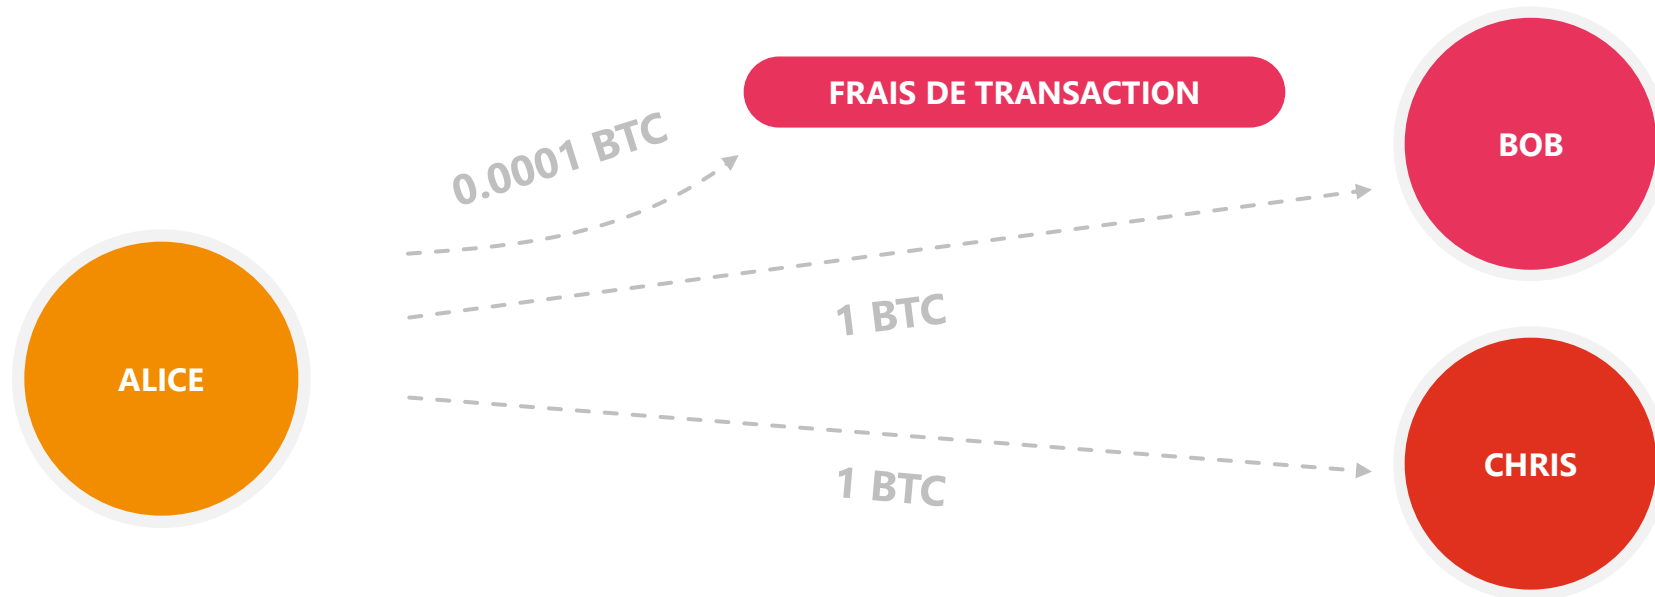 FRAIS DE TRANSACTION
BOB
0.0001 BTC
1 BTC
ALICE
1 BTC
CHRIS